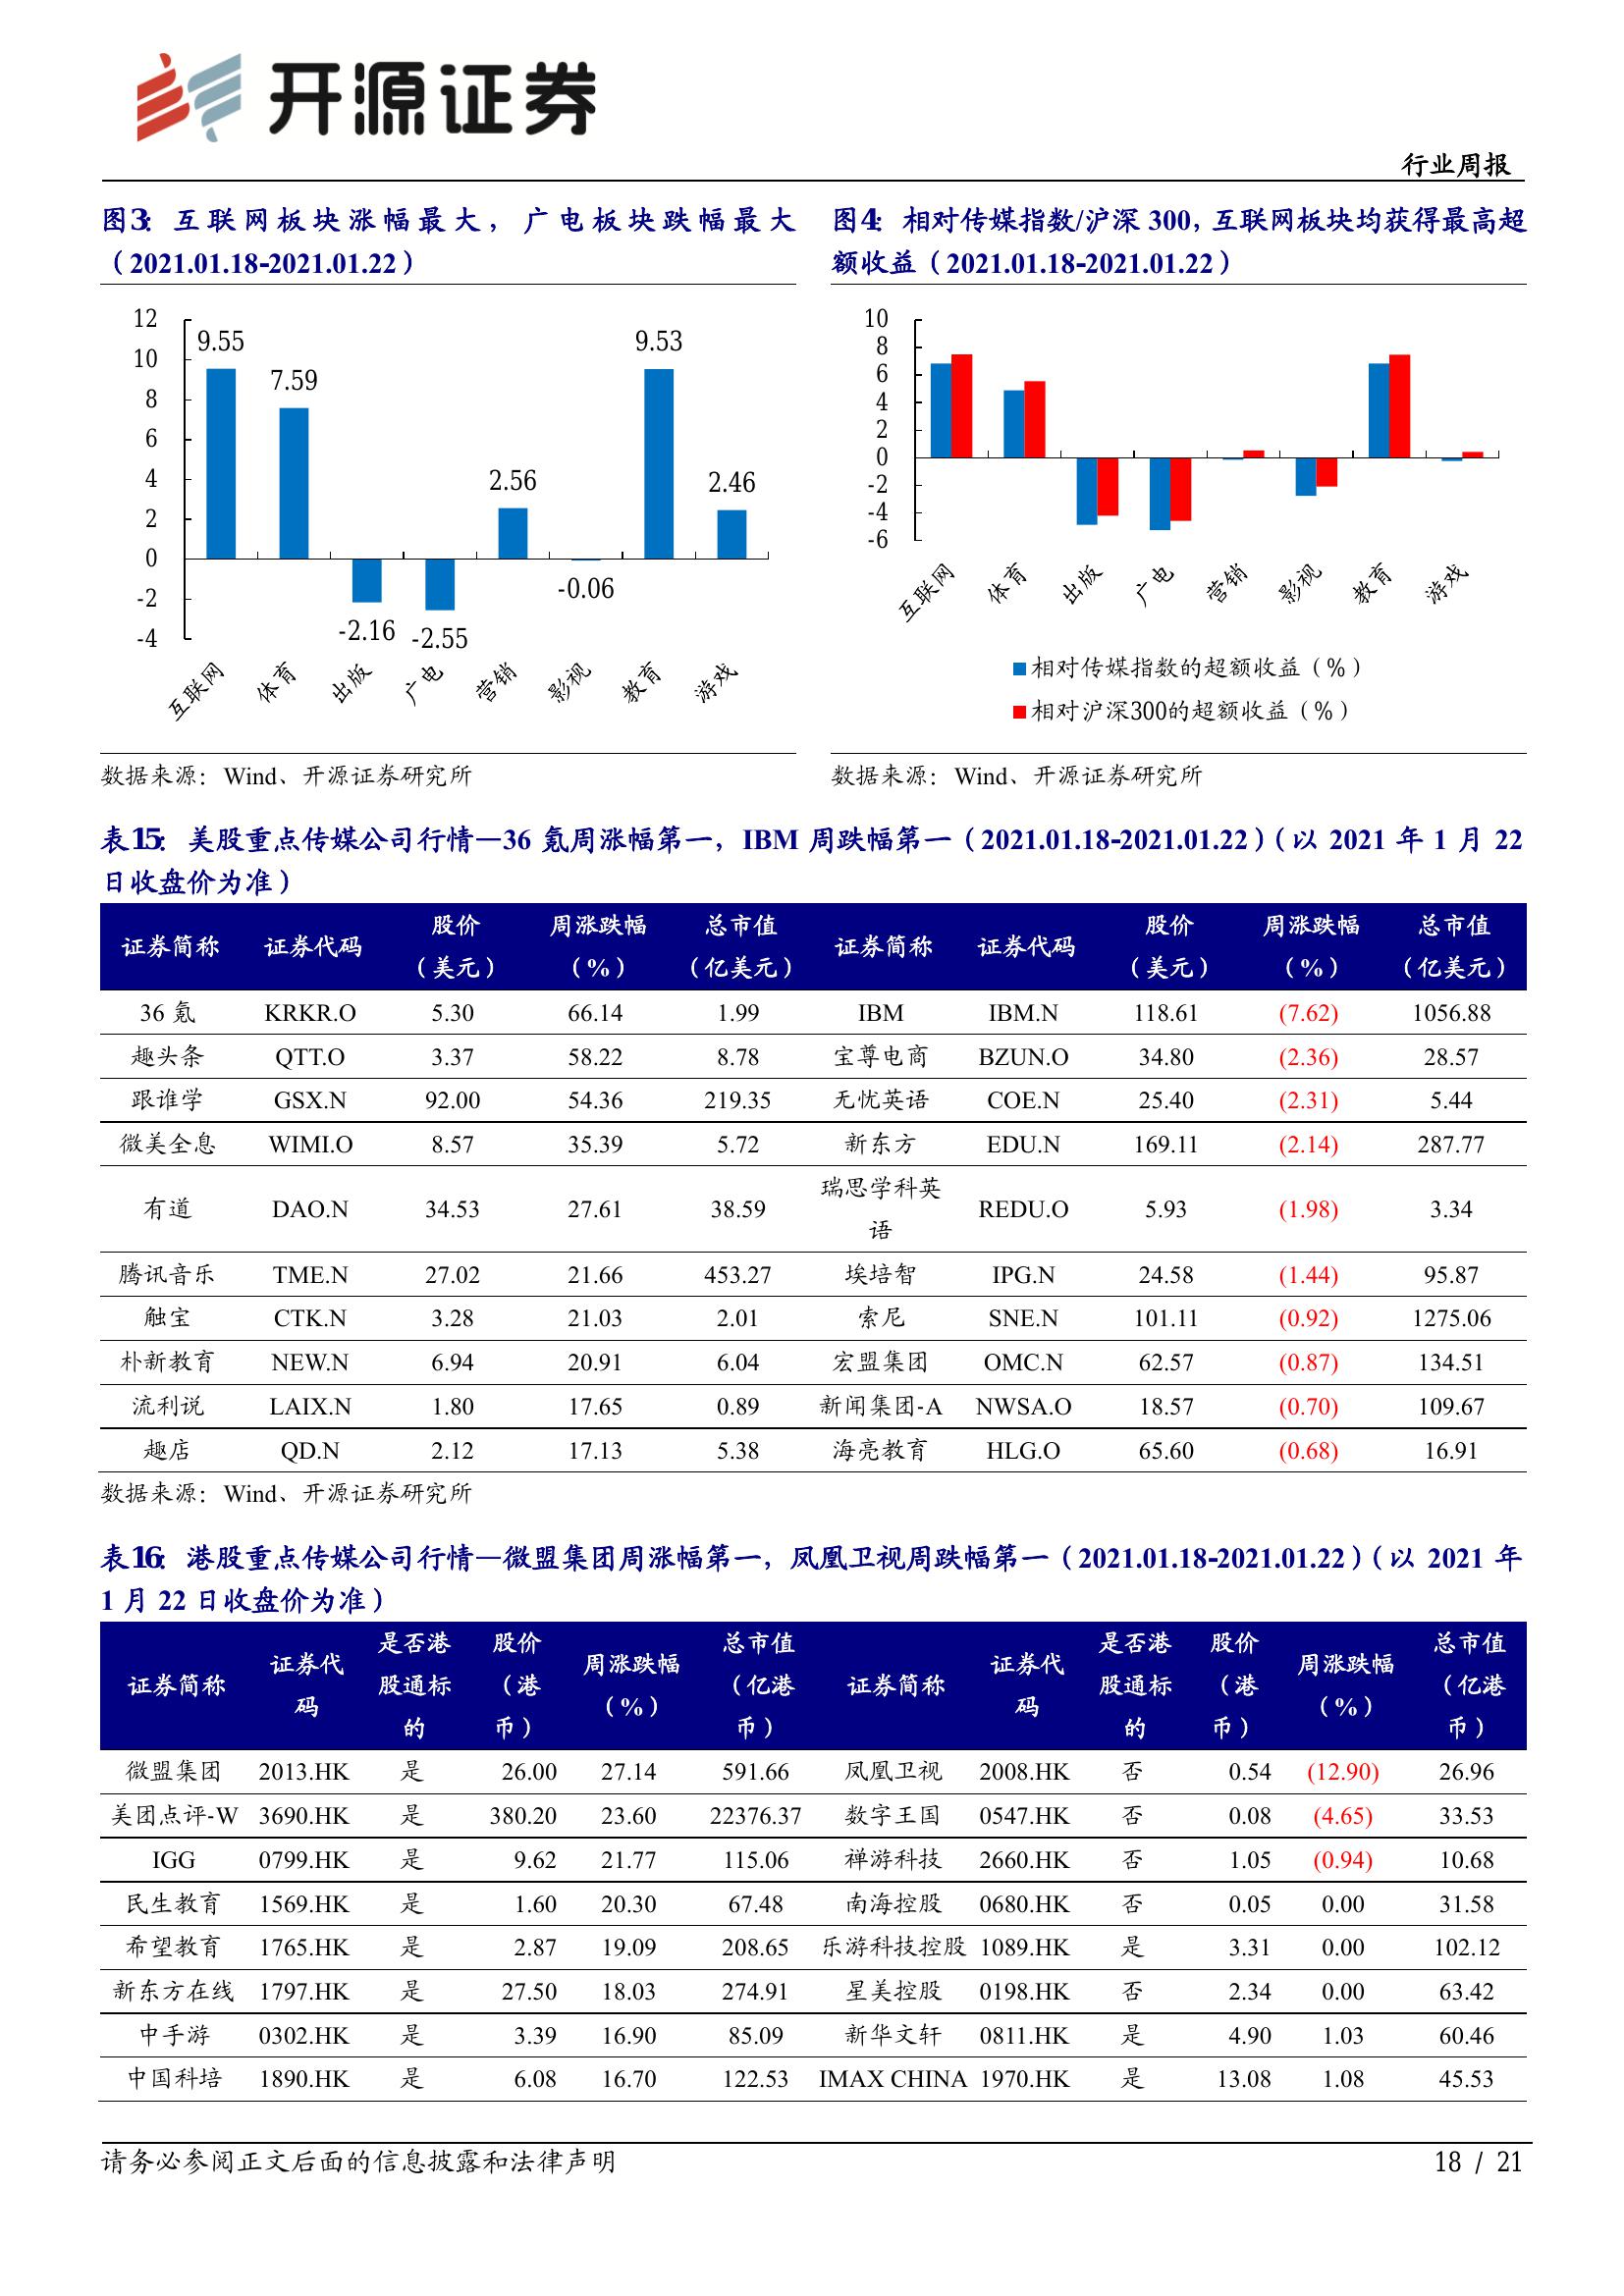 开源证券
行业周报
图3：互联网板块涨幅最大，广电板块跌幅最大
（2021.01.18-2021.01.22）
12
10
8
6
4
2
0
-2
-4
9.55
7.59
-2.16
-2.55
2.56
-0.06
9.53
2.46
互联网
体育
出版
广电
营销
影视
教育
游戏
数据来源：Wind、开源证券研究所
图4：相对传媒指数/沪深 300，互联网板块均获得最高超
额收益（2021.01.18-2021.01.22）
10
8
6
4
2
0
-2
-4
-6
互联网
体育
出版
广电
营销
影视
教育
游戏
相对传媒指数的超额收益（%）
相对沪深300的超额收益（%）
数据来源：Wind、开源证券研究所
表15：美股重点传媒公司行情—36 氪周涨幅第一，IBM 周跌幅第一（2021.01.18-2021.01.22）（以 2021 年 1 月 22
日收盘价为准）
证券简称 证券代码 股价（美元） 周涨跌幅（%） 总市值（亿美元） 证券简称 证券代码 股价（美元） 周涨跌幅（%） 总市值（亿美元）
36 氪 KRKR.O 5.30 66.14 1.99 IBM IBM.N 118.61 (7.62) 1056.88
趣头条 QTT.O 3.37 58.22 8.78 宝尊电商 BZUN.O 34.80 (2.36) 28.57
跟谁学 GSX.N 92.00 54.36 219.35 无忧英语 COE.N 25.40 (2.31) 5.44
微美全息 WIMI.O 8.57 35.39 5.72 新东方 EDU.N 169.11 (2.14) 287.77
有道 DAO.N 34.53 27.61 38.59 瑞思学科英语 REDU.O 5.93 (1.98) 3.34
腾讯音乐 TME.N 27.02 21.66 453.27 埃培智 IPG.N 24.58 (1.44) 95.87
触宝 CTK.N 3.28 21.03 2.01 索尼 SNE.N 101.11 (0.92) 1275.06
朴新教育 NEW.N 6.94 20.91 6.04 宏盟集团 OMC.N 62.57 (0.87) 134.51
流利说 LAIX.N 1.80 17.65 0.89 新闻集团-A NWSA.O 18.57 (0.70) 109.67
趣店 QD.N 2.12 17.13 5.38 海亮教育 HLG.O 65.60 (0.68) 16.91
数据来源：Wind、开源证券研究所
表16：港股重点传媒公司行情—微盟集团周涨幅第一，凤凰卫视周跌幅第一（2021.01.18-2021.01.22）（以 2021 年
1 月 22 日收盘价为准）
证券简称 证券代码 是否港股通标的 股价（港币） 周涨跌幅（%） 总市值（亿港币） 证券简称 证券代码 是否港股通标的 股价（港币） 周涨跌幅（%） 总市值（亿港币）
微盟集团 2013.HK 是 26.00 27.14 591.66 凤凰卫视 2008.HK 否 0.54 (12.90) 26.96
美团点评-W 3690.HK 是 380.20 23.60 22376.37 数字王国 0547.HK 否 0.08 (4.65) 33.53
IGG 0799.HK 是 9.62 21.77 115.06 禅游科技 2660.HK 否 1.05 (0.94) 10.68
民生教育 1569.HK 是 1.60 20.30 67.48 南海控股 0680.HK 否 0.05 0.00 31.58
希望教育 1765.HK 是 2.87 19.09 208.65 乐游科技控股 1089.HK 是 3.31 0.00 102.12
新东方在线 1797.HK 是 27.50 18.03 274.91 星美控股 0198.HK 否 2.34 0.00 63.42
中手游 0302.HK 是 3.39 16.90 85.09 新华文轩 0811.HK 是 4.90 1.03 60.46
中国科培 1890.HK 是 6.08 16.70 122.53 IMAX CHINA 1970.HK 是 13.08 1.08 45.53
请务必参阅正文后面的信息披露和法律声明
18 / 21